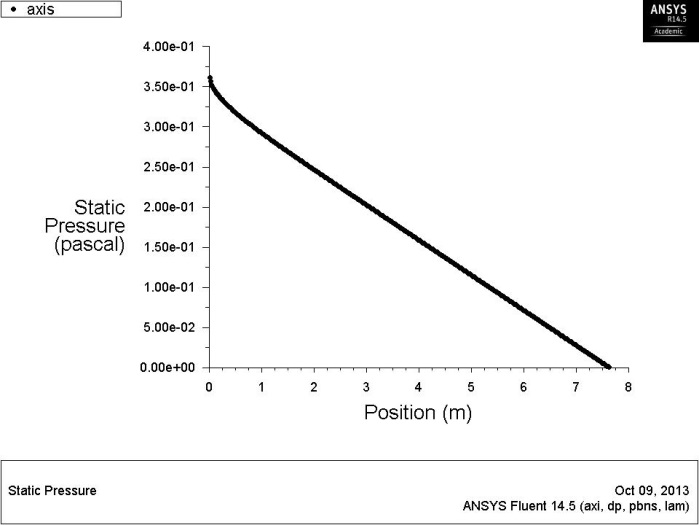 axis
ANSYS
R14.5
Academic
4.00e-01
3.50e-01
3.00e-01
2.50e-01
2.00e-01
1.50e-01
1.00e-01
5.00e-02
0.00e+00
Static
Pressure
(pascal)
0 1 2 3 4 5 6 7 8
Position (m)
Static Pressure
Oct 09, 2013
ANSYS Fluent 14.5 (axi, dp, pbns, lam)